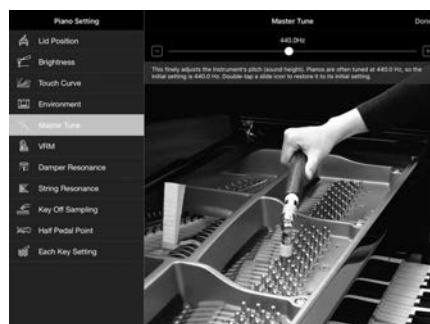 Piano Setting
Lid Position
Brightness
Touch Curve
Environment
Master Tune
VRM
Damper Resonance
String Resonance
Key Off Sampling
Half Pedal Point
Each Key Setting
Master Tune
Done
440.0Hz
This finely adjusts the instrument's pitch (sound height). Pianos are often tuned at 440.0 Hz, so the
initial setting is 440.0 Hz. Double-tap a slide icon to restore it to its initial setting.